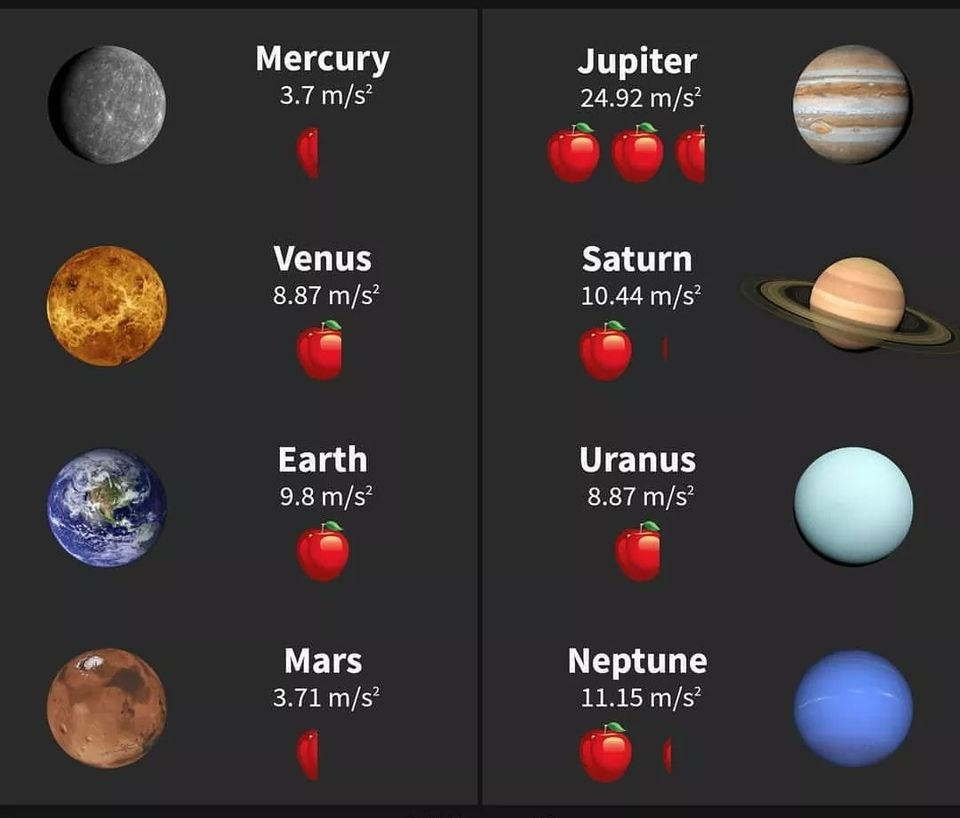 Mercury
3.7 m/s²
Venus
8.87 m/s²
Earth
9.8 m/s²
Mars
3.71 m/s²
Jupiter
24.92 m/s²
Saturn
10.44 m/s²
Uranus
8.87 m/s²
Neptune
11.15 m/s²